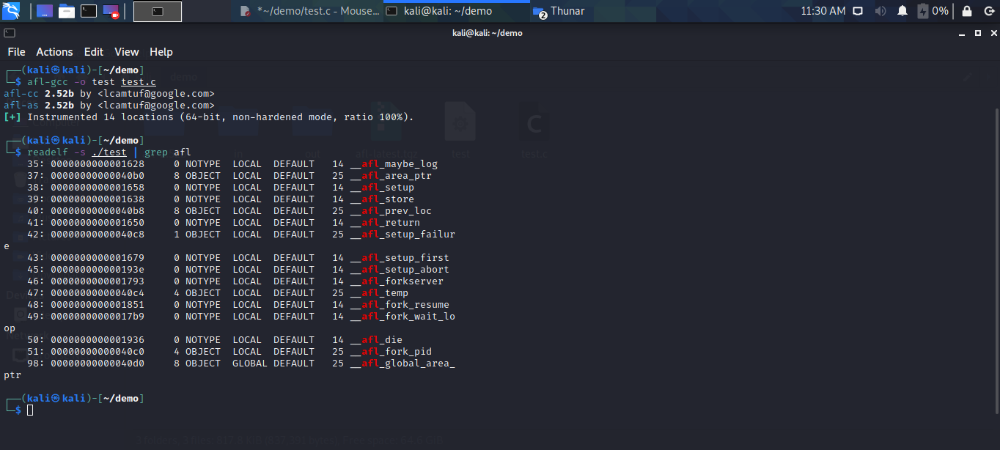 *~/demo/test.c - Mouse... kali@kali: ~/demo 2 Thunar 11:30 AM 0%
kali@kali: ~/demo
File Actions Edit View Help
┌──(kali㉿kali)-[~/demo]
└─$ afl-gcc -o test test.c
afl-cc 2.52b by <lcamtuf@google.com>
afl-as 2.52b by <lcamtuf@google.com>
[+] Instrumented 14 locations (64-bit, non-hardened mode, ratio 100%).
┌──(kali㉿kali)-[~/demo]
└─$ readelf -s ./test | grep afl
35: 0000000000001628 0 NOTYPE LOCAL DEFAULT 14 __afl_maybe_log
37: 00000000000040b0 8 OBJECT LOCAL DEFAULT 25 __afl_area_ptr
38: 0000000000001658 0 NOTYPE LOCAL DEFAULT 14 __afl_setup
39: 0000000000001638 0 NOTYPE LOCAL DEFAULT 14 __afl_store
40: 00000000000040b8 8 OBJECT LOCAL DEFAULT 25 __afl_prev_loc
41: 0000000000001650 0 NOTYPE LOCAL DEFAULT 14 __afl_return
42: 00000000000040c8 1 OBJECT LOCAL DEFAULT 25 __afl_setup_failur
e
43: 0000000000001679 0 NOTYPE LOCAL DEFAULT 14 __afl_setup_first
45: 000000000000193e 0 NOTYPE LOCAL DEFAULT 14 __afl_setup_abort
46: 0000000000001793 0 NOTYPE LOCAL DEFAULT 14 __afl_forkserver
47: 00000000000040c4 4 OBJECT LOCAL DEFAULT 25 __afl_temp
48: 0000000000001851 0 NOTYPE LOCAL DEFAULT 14 __afl_fork_resume
49: 00000000000017b9 0 NOTYPE LOCAL DEFAULT 14 __afl_fork_wait_lo
op
50: 0000000000001936 0 NOTYPE LOCAL DEFAULT 14 __afl_die
51: 00000000000040c0 4 OBJECT LOCAL DEFAULT 25 __afl_fork_pid
98: 00000000000040d0 8 OBJECT GLOBAL DEFAULT 25 __afl_global_area_
ptr
┌──(kali㉿kali)-[~/demo]
└─$